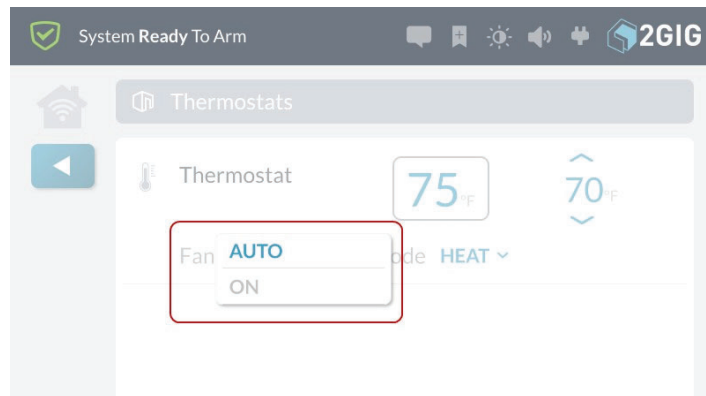 System Ready To Arm
2GIG
Thermostats
Thermostat
75°F
70°F
Fan
AUTO
ode HEAT
ON